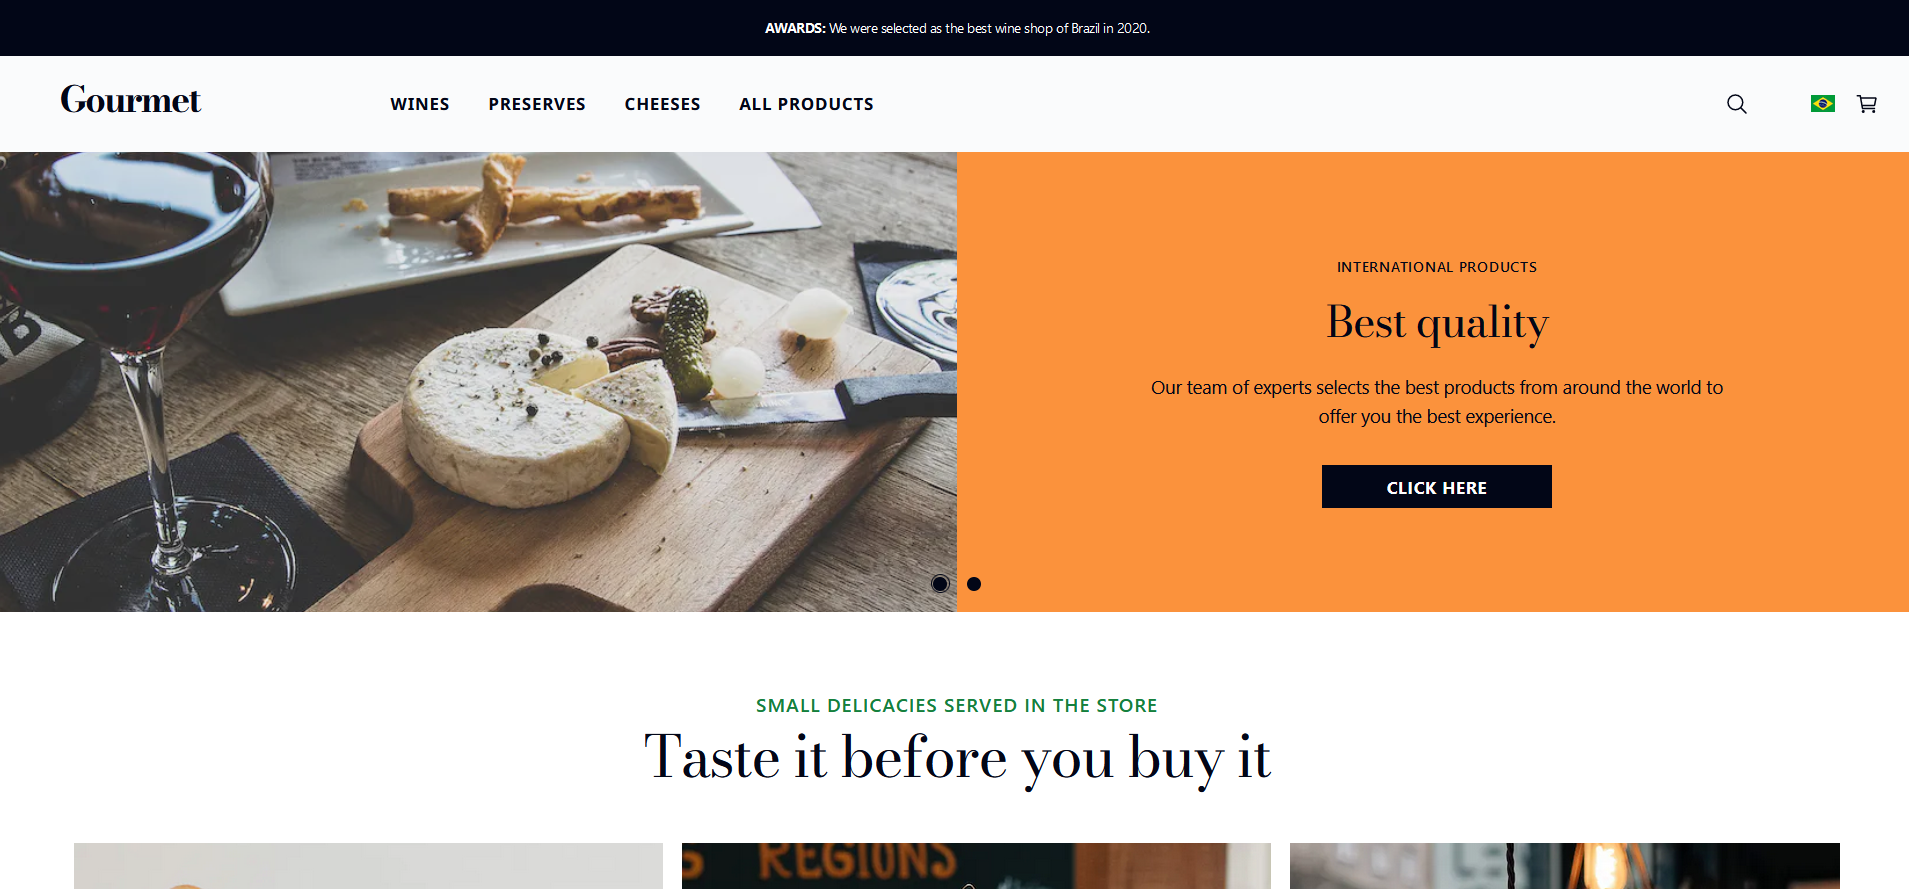 AWARDS: We were selected as the best wine shop of Brazil in 2020.
Gourmet
WINES
PRESERVES
CHEESES
ALL PRODUCTS
INTERNATIONAL PRODUCTS
Best quality
Our team of experts selects the best products from around the world to
offer you the best experience.
CLICK HERE
SMALL DELICACIES SERVED IN THE STORE
Taste it before you buy it
REGIONS